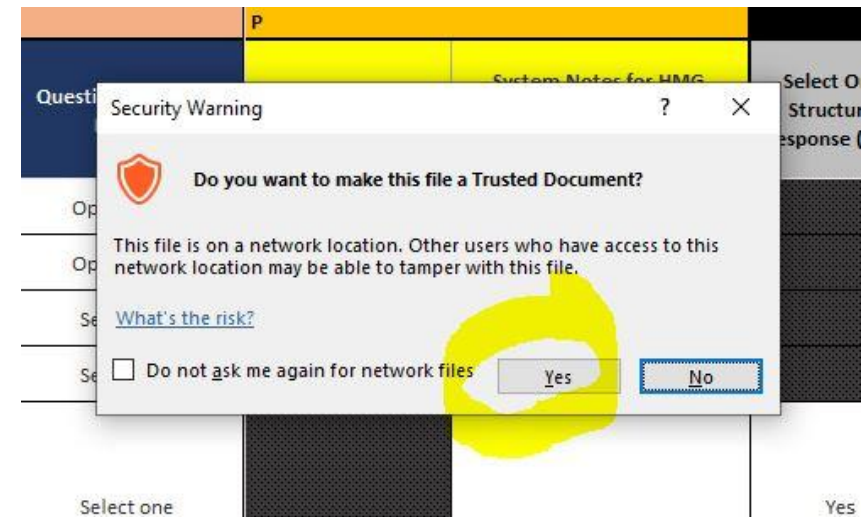 P
System Notes for HMG
Select O
Questi
Structur
esponse (
Security Warning
?
Do you want to make this file a Trusted Document?
Op
This file is on a network location. Other users who have access to this
Op
network location may be able to tamper with this file.
Se
What's the risk?
Se
Do not ask me again for network files
Yes
No
Select one
Yes